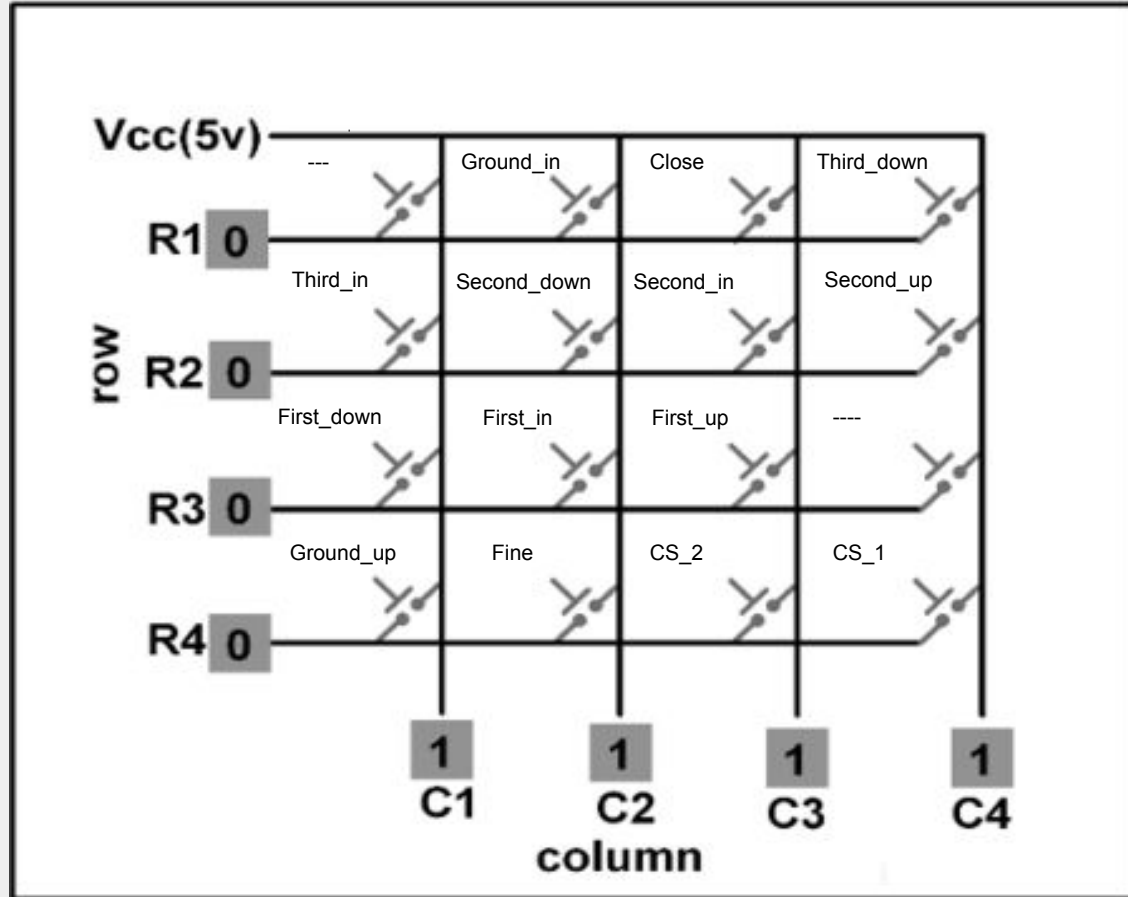 Vcc(5v)
--- Ground_in Close Third_down
R1 0
Third_in Second_down Second_in Second_up
row
R2 0
First_down First_in First_up ----
R3 0
Ground_up Fine CS_2 CS_1
R4 0
1 1 1 1
C1 C2 C3 C4
column